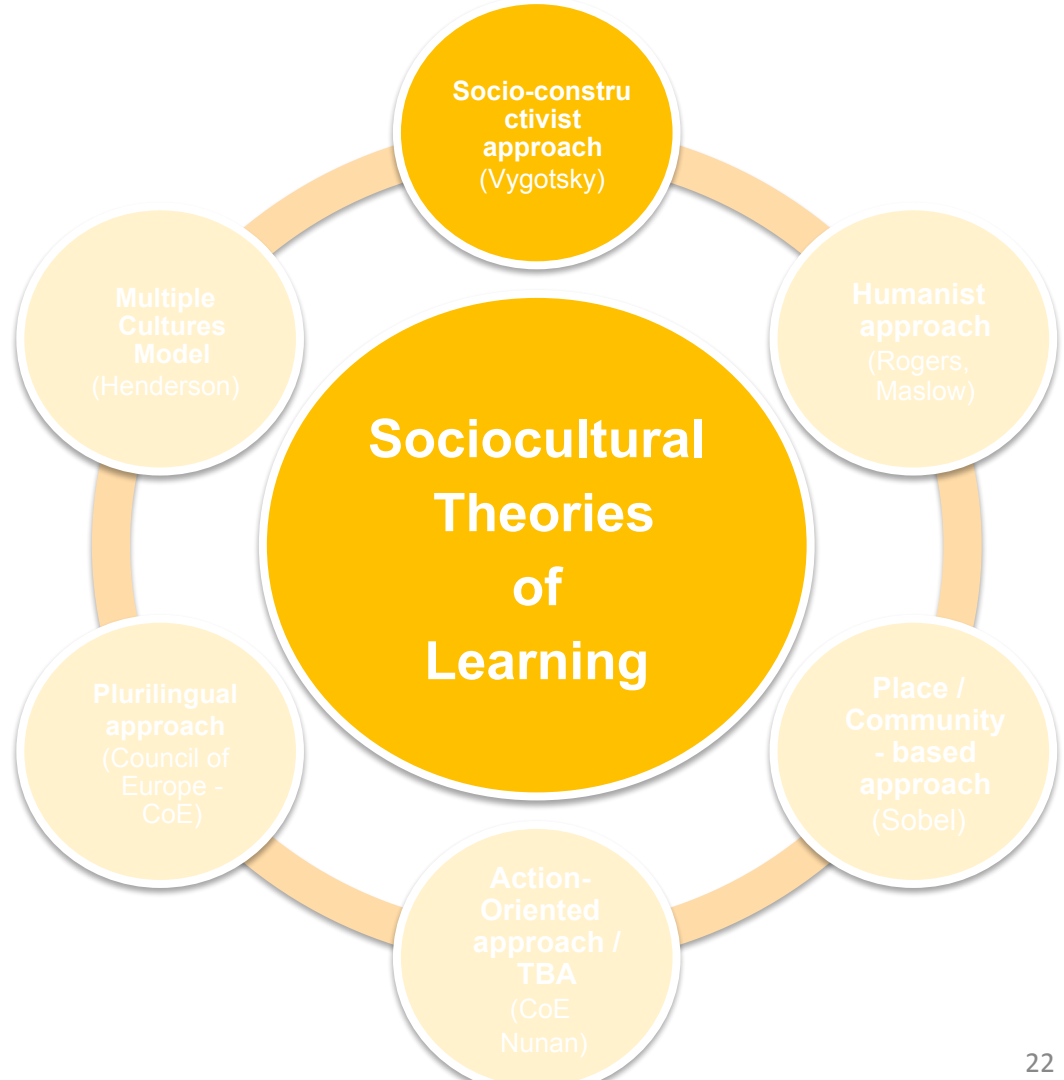 Socio-constru
ctivist
approach
(Vygotsky)
Humanist
approach
(Rogers,
Maslow)
Place /
Community
- based
approach
(Sobel)
Action-
Oriented
approach /
TBA
(CoE
Nunan)
Plurilingual
approach
(Council of
Europe -
CoE)
Multiple
Cultures
Model
(Henderson)
Sociocultural
Theories
of
Learning
22